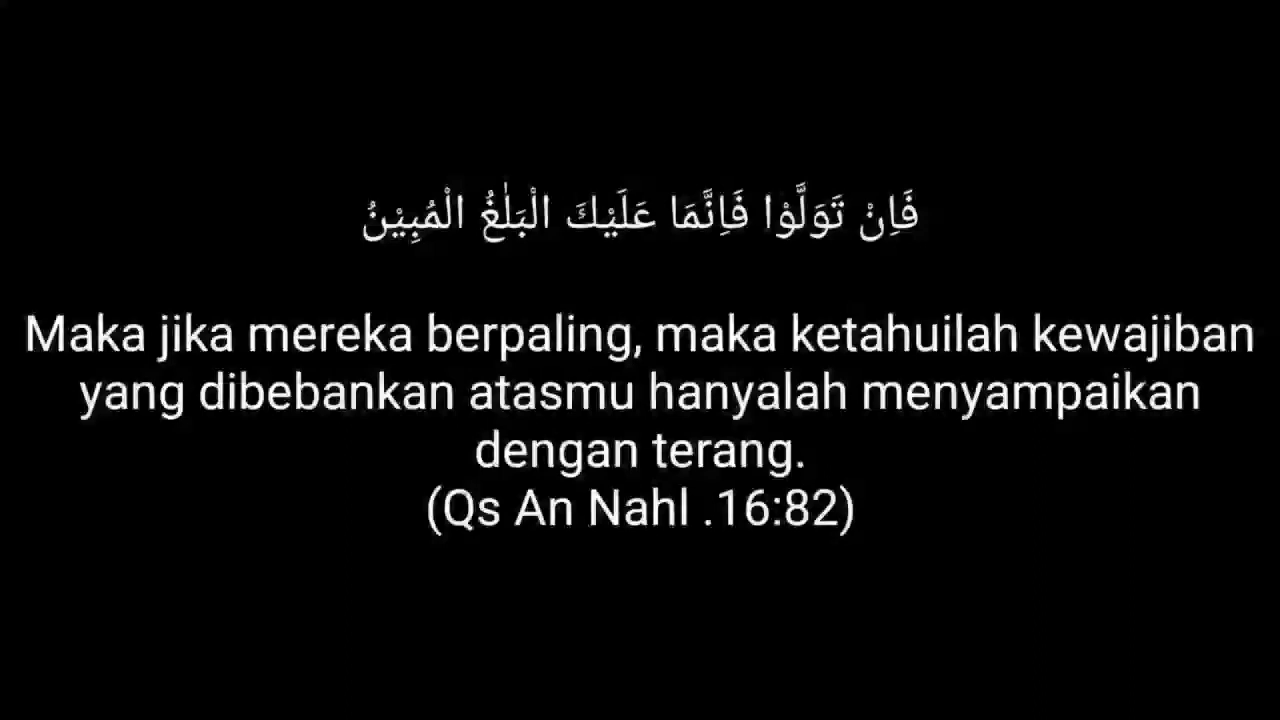 فَاِنْ تَوَلَّوْا فَاِنَّمَا عَلَيْكَ الْبَلٰغُ الْمُبِيْنُ
Maka jika mereka berpaling, maka ketahuilah kewajiban
yang dibebankan atasmu hanyalah menyampaikan
dengan terang.
(Qs An Nahl .16:82)